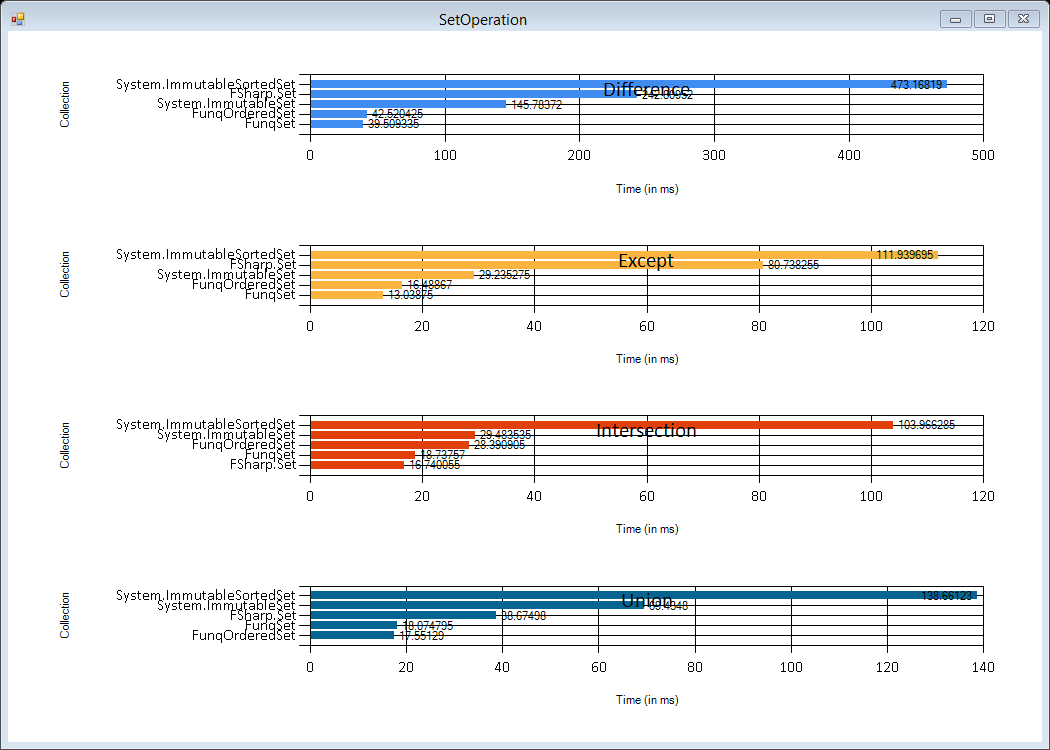 SetOperation
Difference
Collection
System.ImmutableSortedSet 473.16819
FSharp.Set
System.ImmutableSet 145.78372
FunqOrderedSet 42.520425
FunqSet 39.509335
0 100 200 300 400 500
Time (in ms)
Except
Collection
System.ImmutableSortedSet 111.939695
FSharp.Set 80.738255
System.ImmutableSet 29.235275
FunqOrderedSet 16.48867
FunqSet 13.03875
0 20 40 60 80 100 120
Time (in ms)
Intersection
Collection
System.ImmutableSortedSet 103.966285
System.ImmutableSet 29.483535
FunqOrderedSet 28.390905
FunqSet 18.73757
FSharp.Set 16.740055
0 20 40 60 80 100 120
Time (in ms)
Union
Collection
System.ImmutableSortedSet 138.66123
System.ImmutableSet
FSharp.Set 38.67498
FunqSet 18.074795
FunqOrderedSet 17.55129
0 20 40 60 80 100 120 140
Time (in ms)